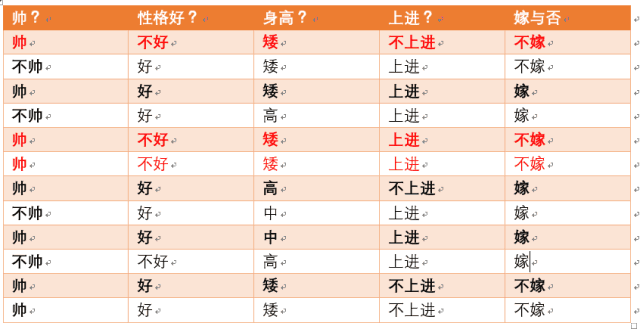 帅？ 性格好？ 身高？ 上进？ 嫁与否
帅 不好 矮 不上进 不嫁
不帅 好 矮 上进 不嫁
帅 好 矮 上进 嫁
不帅 好 高 上进 嫁
帅 不好 矮 上进 不嫁
帅 不好 矮 上进 不嫁
帅 好 高 不上进 嫁
不帅 好 中 上进 嫁
帅 好 中 上进 嫁
不帅 不好 高 上进 嫁
帅 好 矮 不上进 不嫁
帅 好 矮 不上进 不嫁